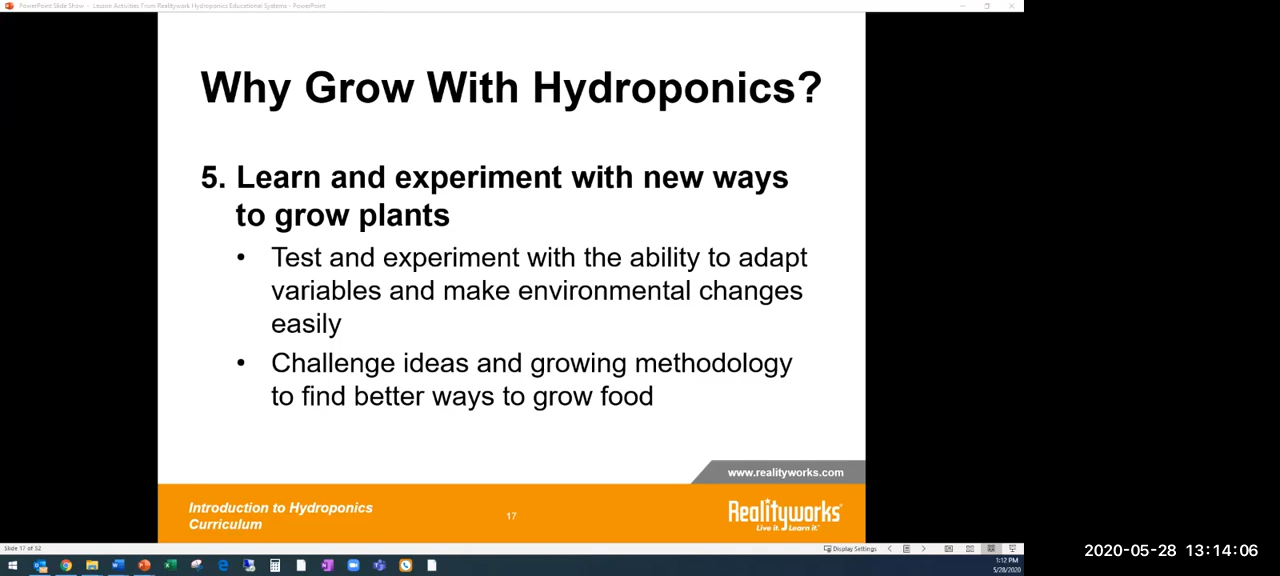 PowerPoint Slide Show - Lesson Activities From Realitywork Hydroponics Educational Systems - PowerPoint
Why Grow With Hydroponics?
5. Learn and experiment with new ways
to grow plants
• Test and experiment with the ability to adapt
variables and make environmental changes
easily
• Challenge ideas and growing methodology
to find better ways to grow food
www.realityworks.com
Introduction to Hydroponics
Curriculum
17
Realityworks
Live it. Learn it.
Slide 17 of 52
Display Settings
1:12 PM
5/28/2020
2020-05-28 13:14:06